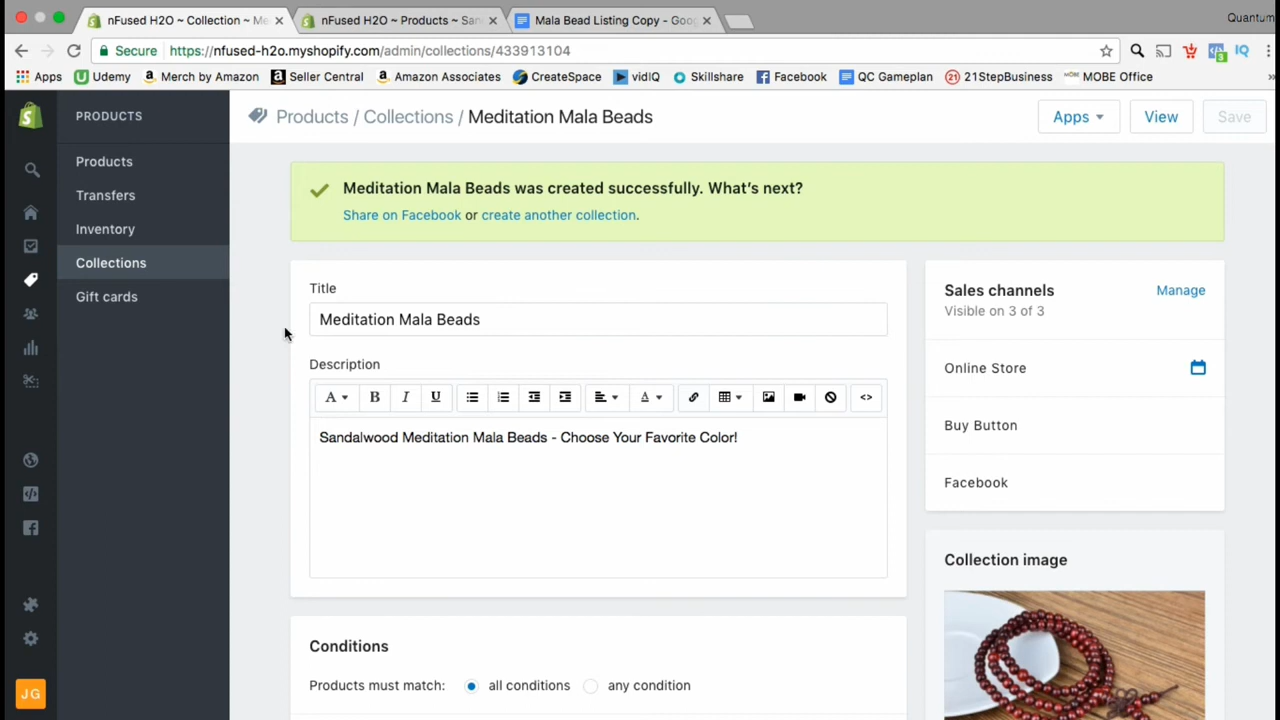 nFused H2O ~ Collection ~ Me
nFused H2O ~ Products ~ San
Mala Bead Listing Copy - Goog
Quantum
Secure
https://nfused-h2o.myshopify.com/admin/collections/433913104
Apps
Udemy
Merch by Amazon
Seller Central
Amazon Associates
CreateSpace
vidIQ
Skillshare
Facebook
QC Gameplan
21StepBusiness
MOBE Office
PRODUCTS
Products
Transfers
Inventory
Collections
Gift cards
JG
Products / Collections / Meditation Mala Beads
Apps
View
Save
Meditation Mala Beads was created successfully. What's next?
Share on Facebook or create another collection.
Title
Meditation Mala Beads
Description
Sandalwood Meditation Mala Beads - Choose Your Favorite Color!
Conditions
Products must match: all conditions any condition
Sales channels
Manage
Visible on 3 of 3
Online Store
Buy Button
Facebook
Collection image